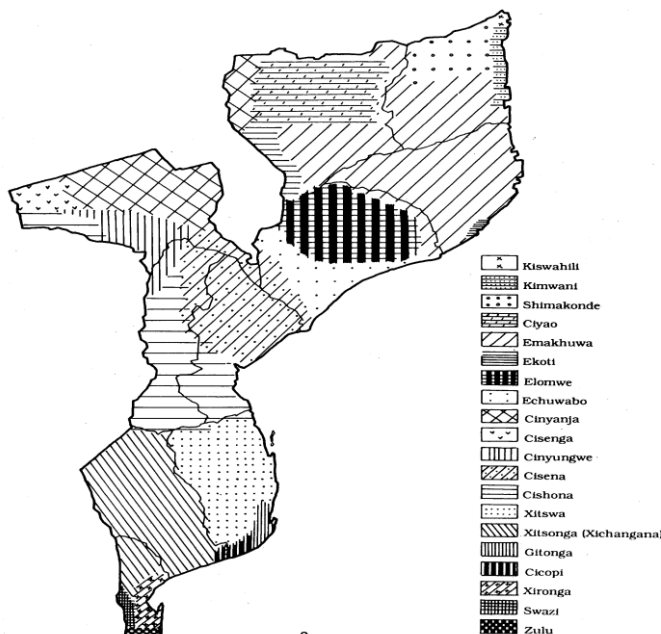 Kiswahili
Kimwani
Shimakonde
Ciyao
Emakhuwa
Ekoti
Elomwe
Echuwabo
Cinyanja
Cisenga
Cinyungwe
Cisena
Cishona
Xitswa
Xitsonga (Xichangana)
Gitonga
Cicopi
Xironga
Swazi
Zulu